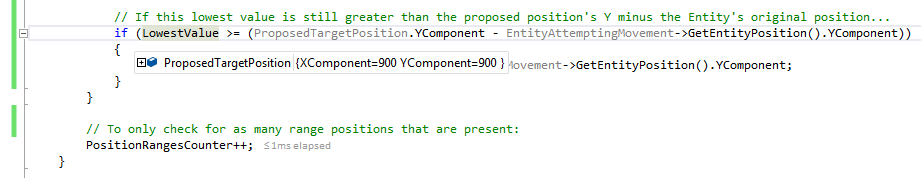 // If this lowest value is still greater than the proposed position's Y minus the Entity's original position...
if (LowestValue >= (ProposedTargetPosition.YComponent - EntityAttemptingMovement->GetEntityPosition().YComponent))
{
ProposedTargetPosition {XComponent=900 YComponent=900 } Movement->GetEntityPosition().YComponent;
}
}
// To only check for as many range positions that are present:
PositionRangesCounter++; ≤1ms elapsed
}